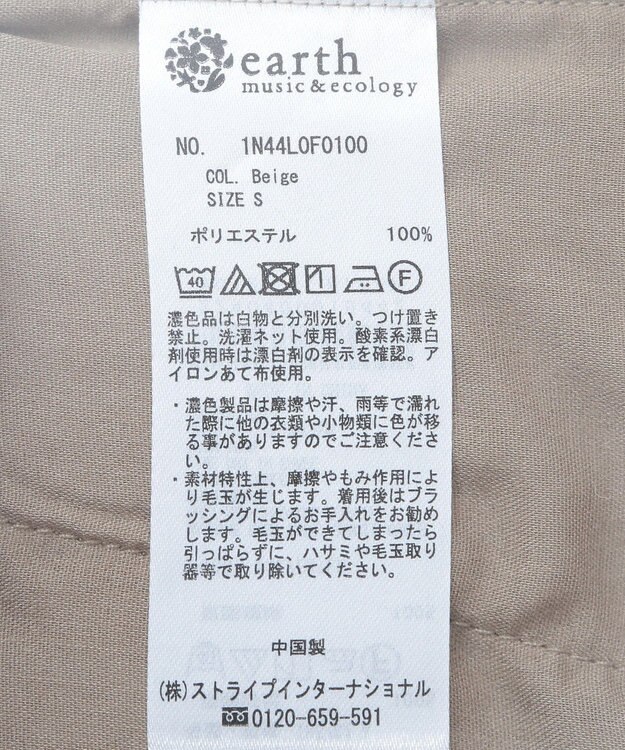 earth
music&ecology
NO. 1N44L0F0100
COL. Beige
SIZE S
ポリエステル 100%
40 F
濃色品は白物と分別洗い。つけ置き
禁止。洗濯ネット使用。酸素系漂白
剤使用時は漂白剤の表示を確認。ア
イロンあて布使用。
・濃色製品は摩擦や汗、雨等で濡れ
た際に他の衣類や小物類に色が移
る事がありますのでご注意くださ
い。
・素材特性上、摩擦やもみ作用によ
り毛玉が生じます。着用後はブラ
ッシングによるお手入れをお勧め
します。毛玉ができてしまったら
引っぱらずに、ハサミや毛玉取り
器等で取り除いてください。
中国製
(株)ストライプインターナショナル
0120-659-591